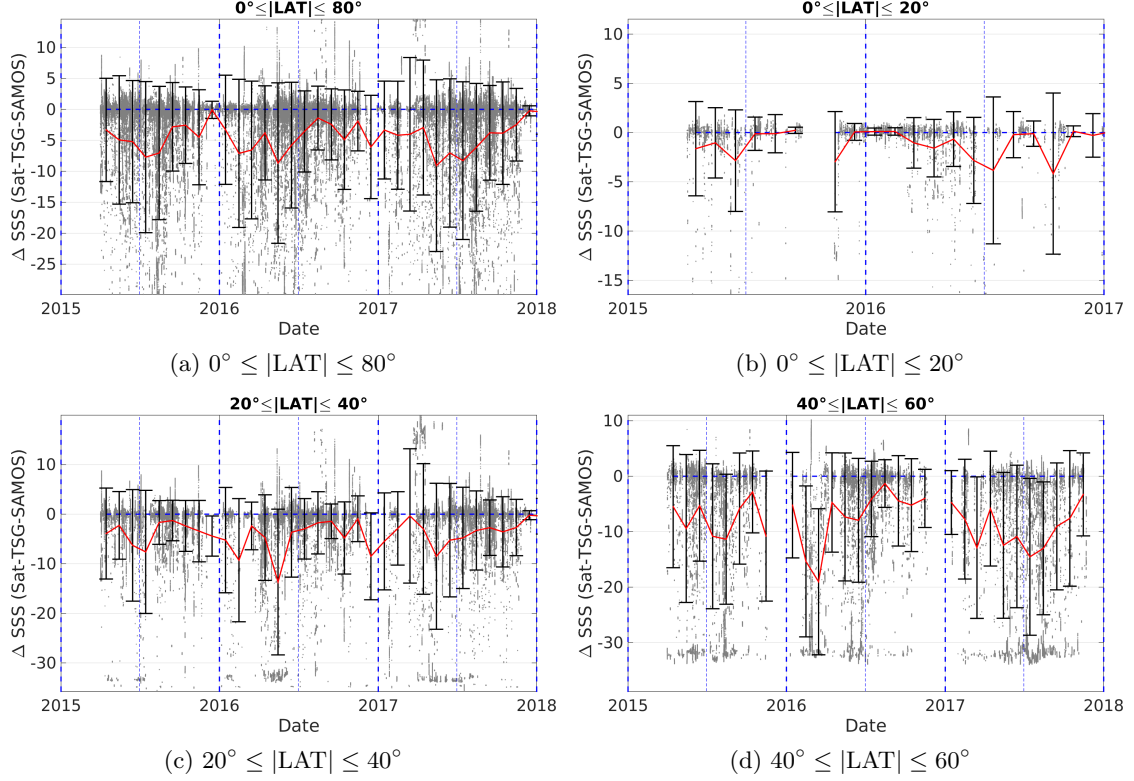 0°≤|LAT|≤ 80°
Δ SSS (Sat-TSG-SAMOS)
10
5
0
-5
-10
-15
-20
-25
2015
2016
2017
2018
Date
(a) 0° ≤ |LAT| ≤ 80°
0°≤|LAT|≤ 20°
Δ SSS (Sat-TSG-SAMOS)
10
5
0
-5
-10
-15
2015
2016
2017
Date
(b) 0° ≤ |LAT| ≤ 20°
20°≤|LAT|≤ 40°
Δ SSS (Sat-TSG-SAMOS)
10
0
-10
-20
-30
2015
2016
2017
2018
Date
(c) 20° ≤ |LAT| ≤ 40°
40°≤|LAT|≤ 60°
Δ SSS (Sat-TSG-SAMOS)
10
0
-10
-20
-30
2015
2016
2017
2018
Date
(d) 40° ≤ |LAT| ≤ 60°